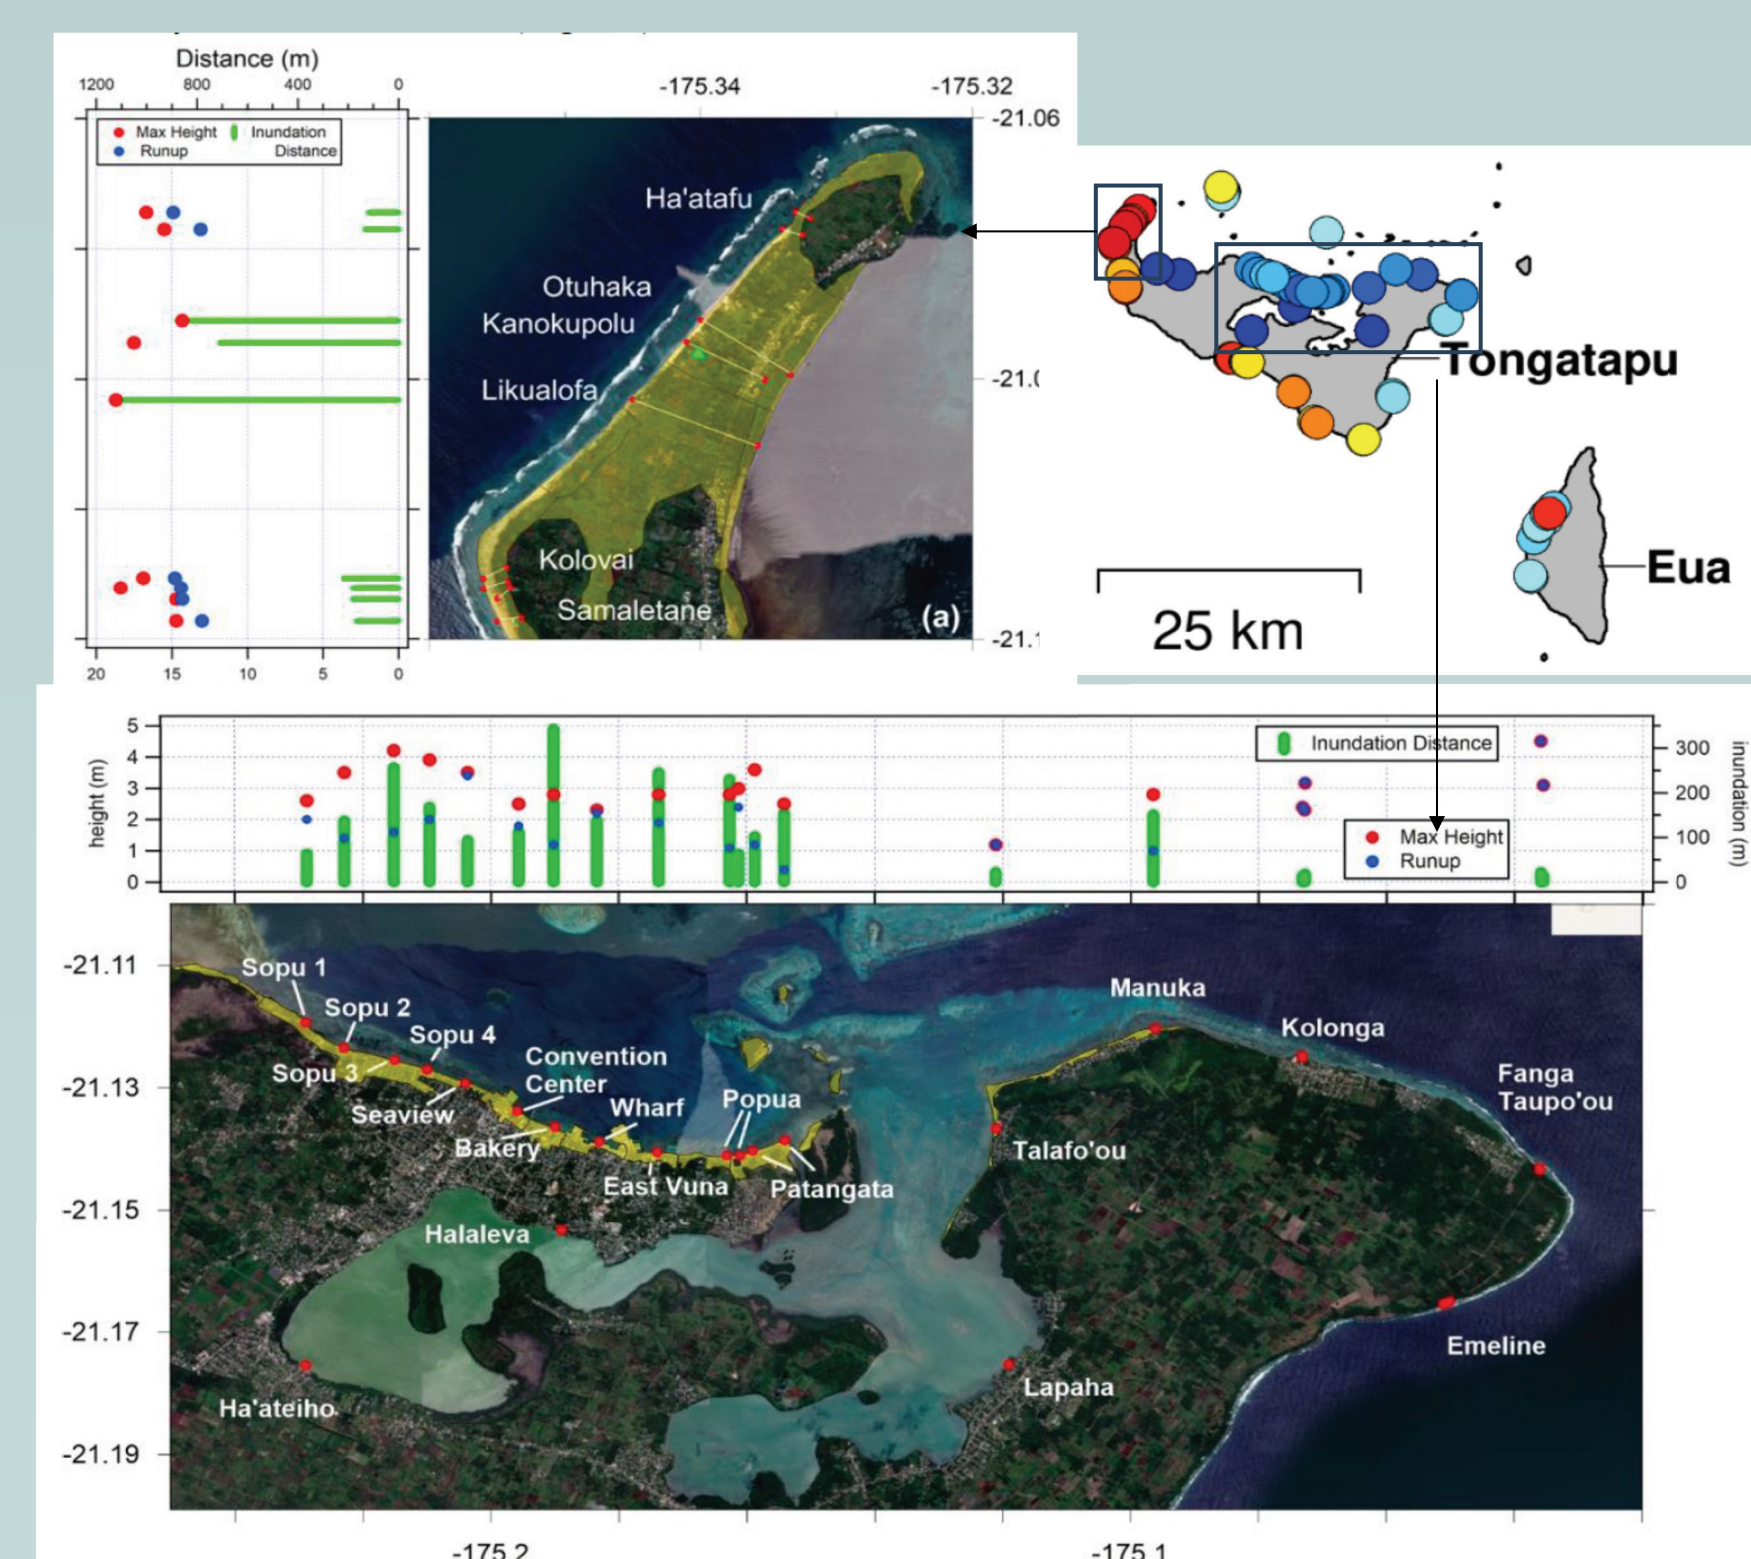 Distance (m)
1200 800 400 0
Max Height Inundation
Runup Distance
20 15 10 5 0
-175.34 -175.32
-21.06
-21.0
-21.1
Ha'atafu
Otuhaka
Kanokupolu
Likualofa
Kolovai
Samaletane
(a)
Tongatapu
Eua
25 km
height (m)
5
4
3
2
1
0
Inundation Distance
Max Height
Runup
300
200
100
0
inundation (m)
-21.11
-21.13
-21.15
-21.17
-21.19
Sopu 1
Sopu 2
Sopu 4
Sopu 3
Convention
Center
Seaview
Wharf
Popua
Bakery
East Vuna
Patangata
Halaleva
Ha'ateiho
Manuka
Kolonga
Fanga
Taupo'ou
Talafo'ou
Emeline
Lapaha
-175.2 -175.1